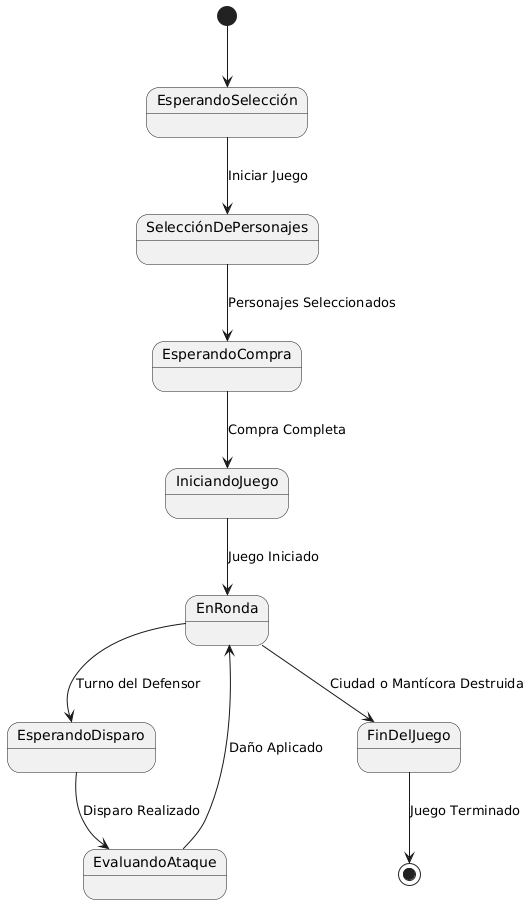 EsperandoSelección
Iniciar Juego
SelecciónDePersonajes
Personajes Seleccionados
EsperandoCompra
Compra Completa
IniciandoJuego
Juego Iniciado
EnRonda
Turno del Defensor
Ciudad o Mantícora Destruida
EsperandoDisparo
FinDelJuego
Daño Aplicado
Disparo Realizado
Juego Terminado
EvaluandoAtaque